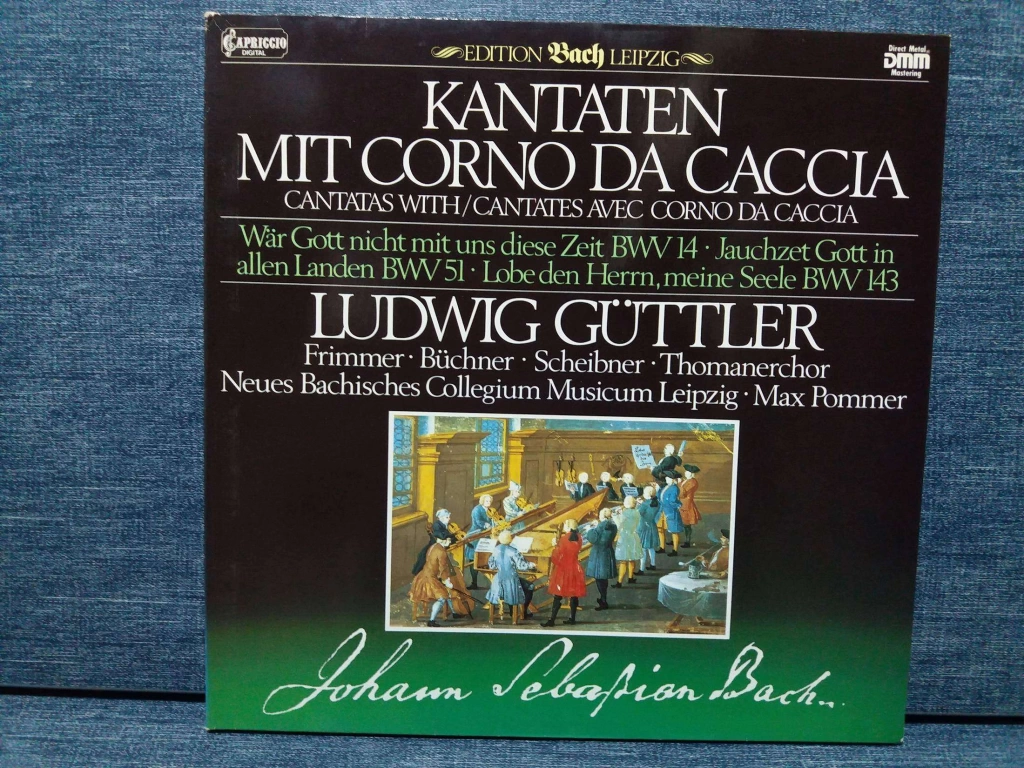 CAPRICCIO
DIGITAL
EDITION Bach LEIPZIG
Direct Metal
DMM
Mastering
KANTATEN
MIT CORNO DA CACCIA
CANTATAS WITH/CANTATES AVEC CORNO DA CACCIA
Wär Gott nicht mit uns diese Zeit BWV 14 · Jauchzet Gott in
allen Landen BWV 51 · Lobe den Herrn, meine Seele BWV 143
LUDWIG GÜTTLER
Frimmer · Büchner · Scheibner · Thomanerchor
Neues Bachisches Collegium Musicum Leipzig · Max Pommer
Johann Sebaßtian Bach.